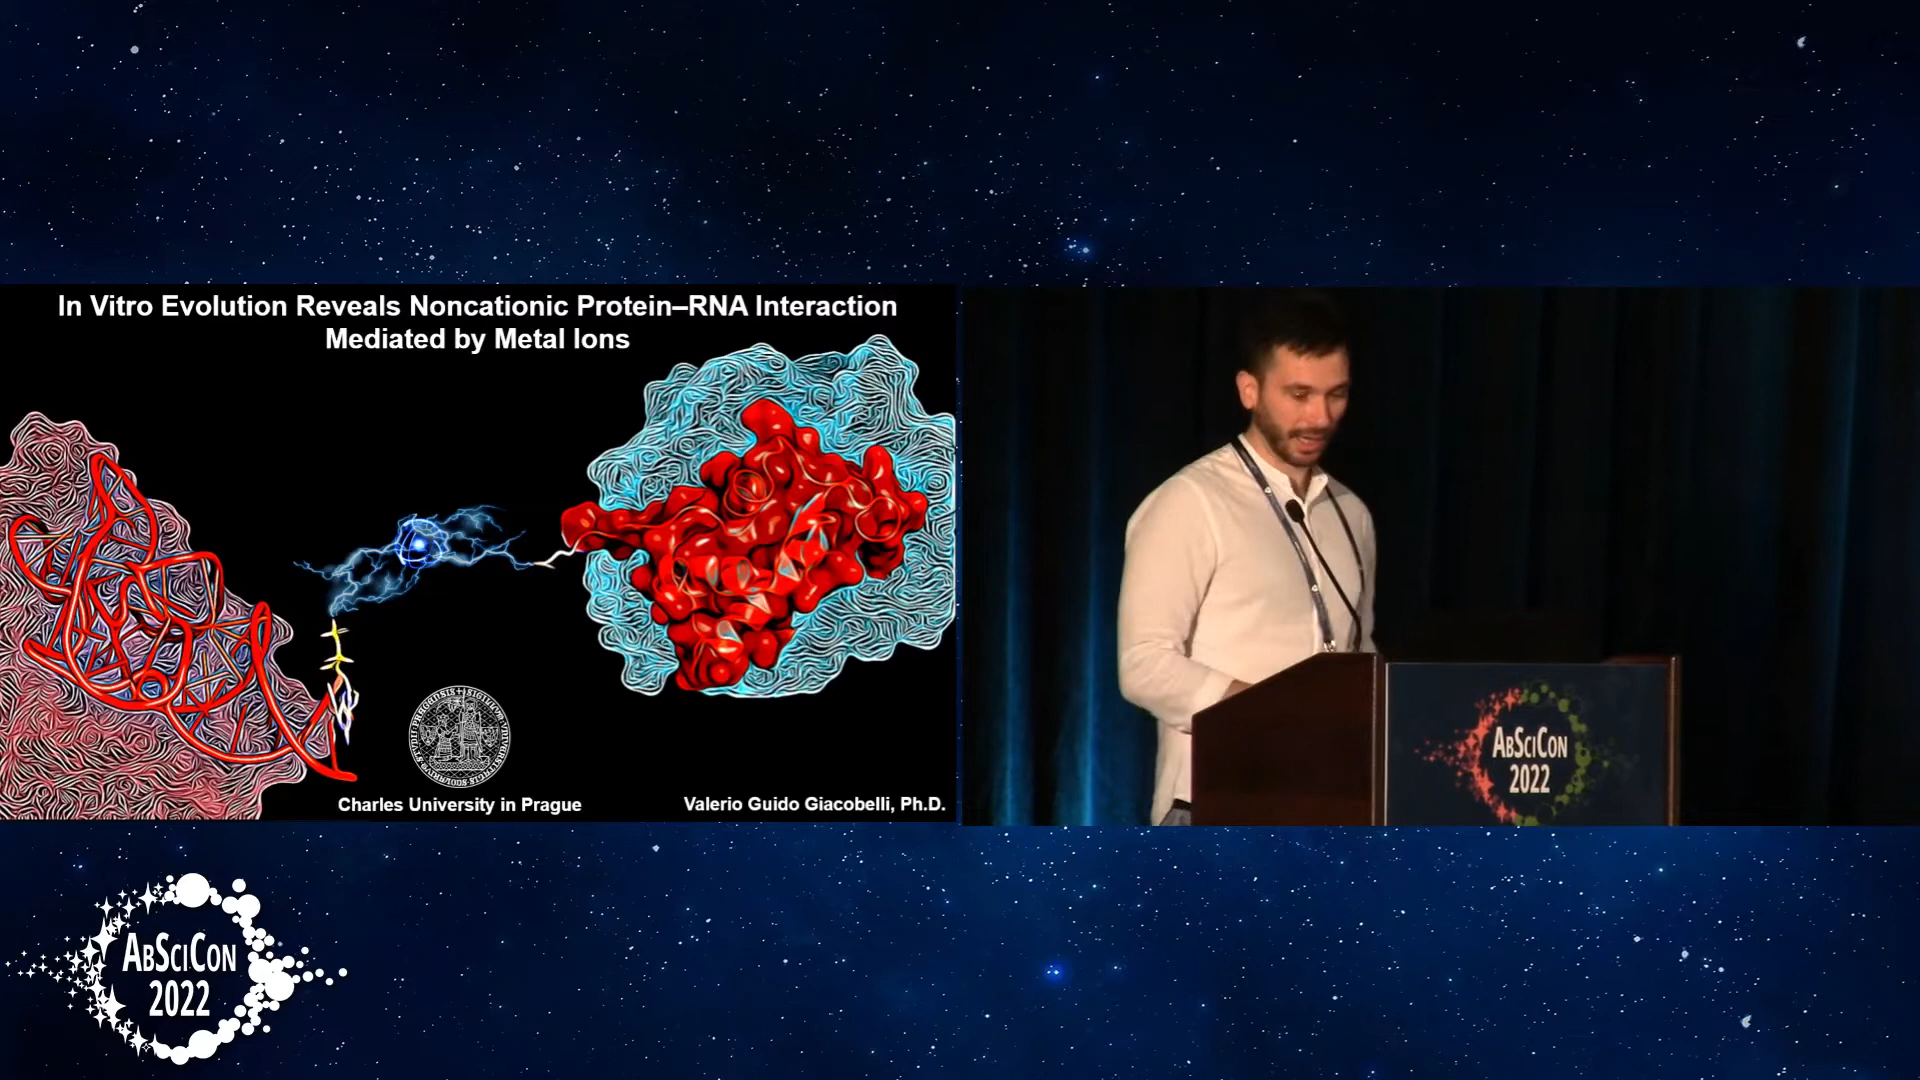 In Vitro Evolution Reveals Noncationic Protein–RNA Interaction
Mediated by Metal Ions
Charles University in Prague
Valerio Guido Giacobelli, Ph.D.
ABSCICON
2022
ABSCICON
2022